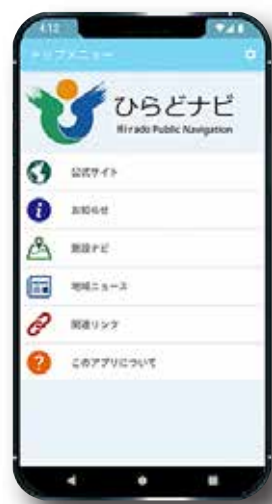 4:12
トップメニュー
ひらどナビ
Hirado Public Navigation
公式サイト
お知らせ
施設ナビ
地域ニュース
関連リンク
このアプリについて